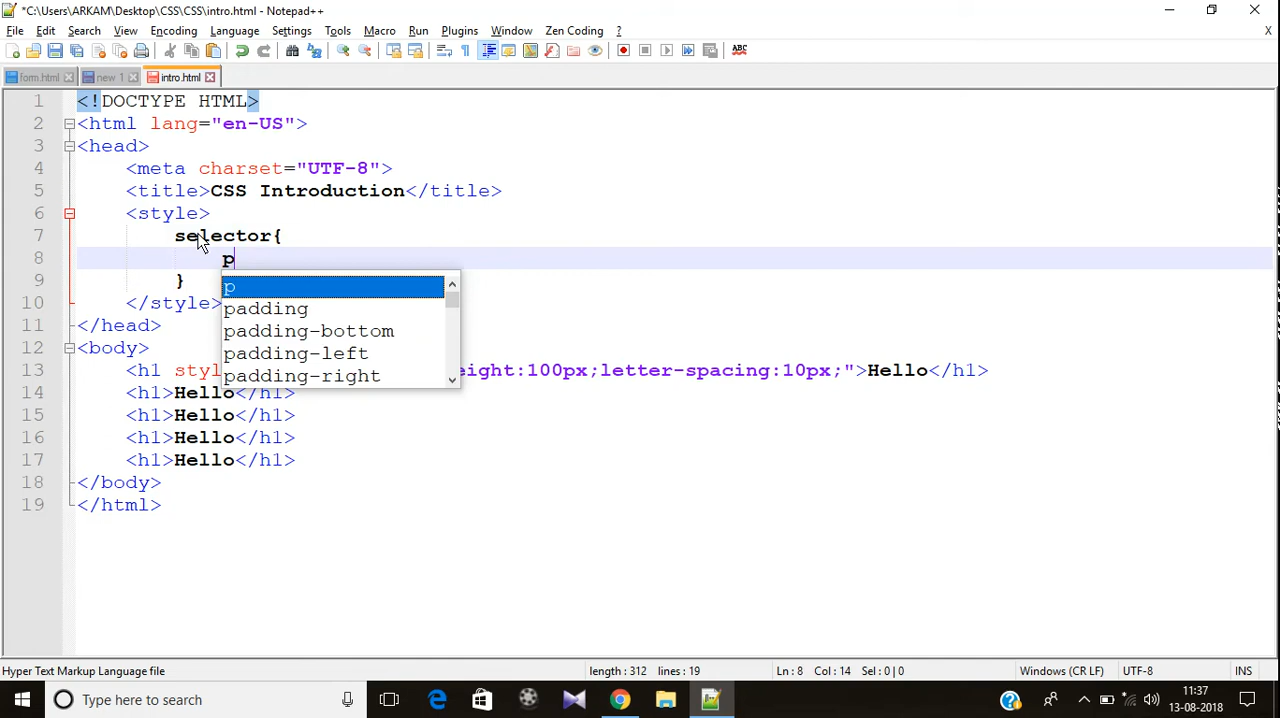 *C:\Users\ARKAM\Desktop\CSS\CSS\intro.html - Notepad++
File Edit Search View Encoding Language Settings Tools Macro Run Plugins Window Zen Coding ? X
ABC
form.html new 1 intro.html
1 <!DOCTYPE HTML>
2 <html lang="en-US">
3 <head>
4 <meta charset="UTF-8">
5 <title>CSS Introduction</title>
6 <style>
7 selector{
8 p
9 }
10 </style>
11 </head>
12 <body>
13 <h1 styl eight:100px;letter-spacing:10px;">Hello</h1>
14 <h1>Hello</h1>
15 <h1>Hello</h1>
16 <h1>Hello</h1>
17 <h1>Hello</h1>
18 </body>
19 </html>
p
padding
padding-bottom
padding-left
padding-right
Hyper Text Markup Language file length : 312 lines : 19 Ln : 8 Col : 14 Sel : 0 | 0 Windows (CR LF) UTF-8 INS
Type here to search 11:37
13-08-2018